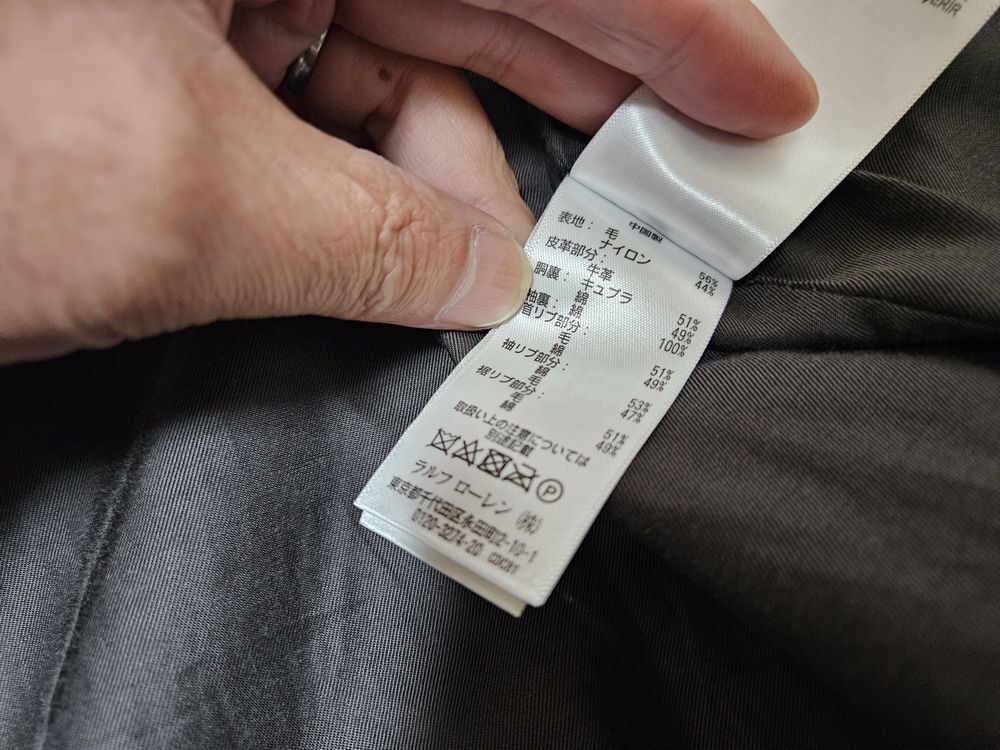 中国製
表地：
毛 56%
ナイロン 44%
皮革部分：
牛革
胴裏：
キュプラ 51%
綿 49%
袖裏： 綿 100%
首リブ部分：
毛 51%
綿 49%
袖リブ部分：
綿 53%
毛 47%
裾リブ部分：
毛 51%
綿 49%
取扱い上の注意については
別途記載
P
ラルフ ローレン（株）
東京都千代田区永田町2-10-1
0120-3274-20